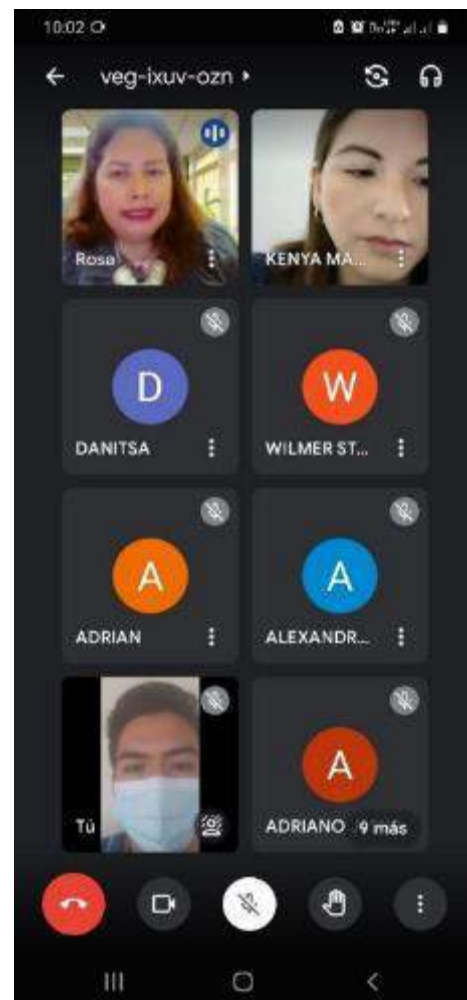 10:02
veg-ixuv-ozn
Rosa
KENYA MA...
D
DANITSA
W
WILMER ST...
A
ADRIAN
A
ALEXANDR...
Tú
A
ADRIANO 9 más